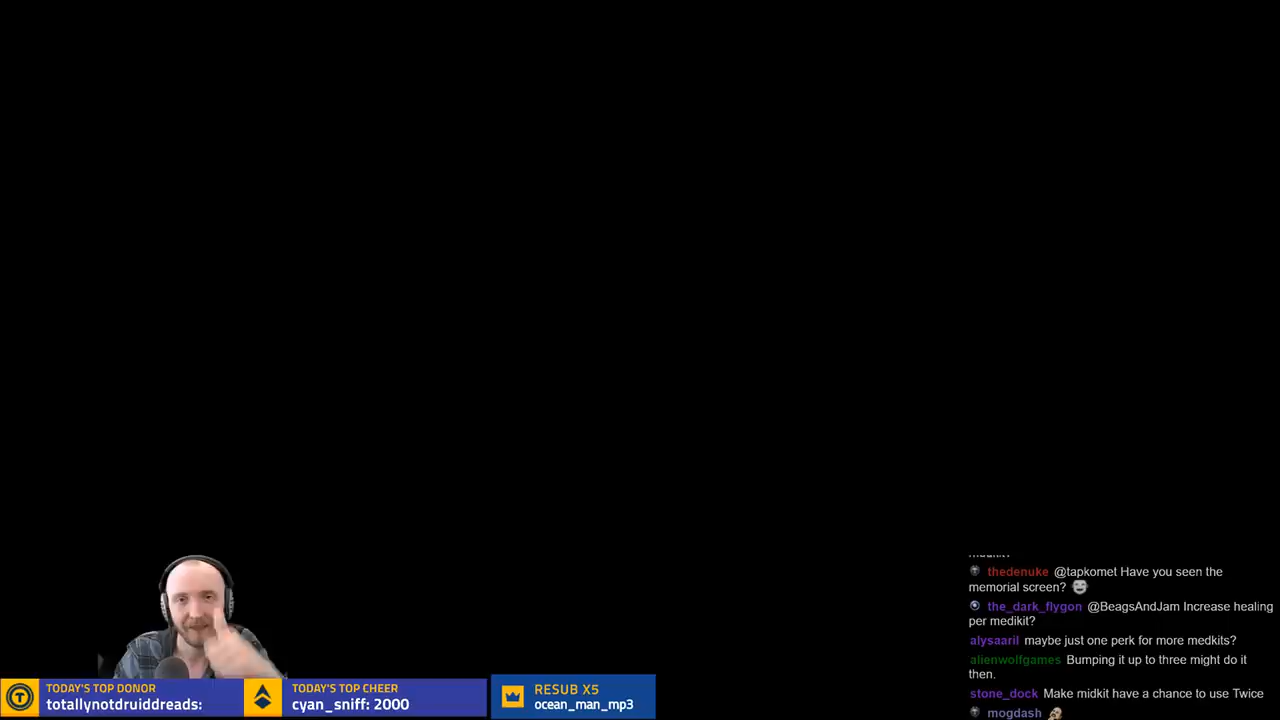 thedenuke @tapkomet Have you seen the
memorial screen?
the_dark_flygon @BeagsAndJam Increase healing
per medikit?
alysaaril maybe just one perk for more medkits?
alienwolfgames Bumping it up to three might do it
then.
stone_dock Make midkit have a chance to use Twice
mogdash
TODAY'S TOP DONOR
totallynotdruiddreads:
TODAY'S TOP CHEER
cyan_sniff: 2000
RESUB X5
ocean_man_mp3